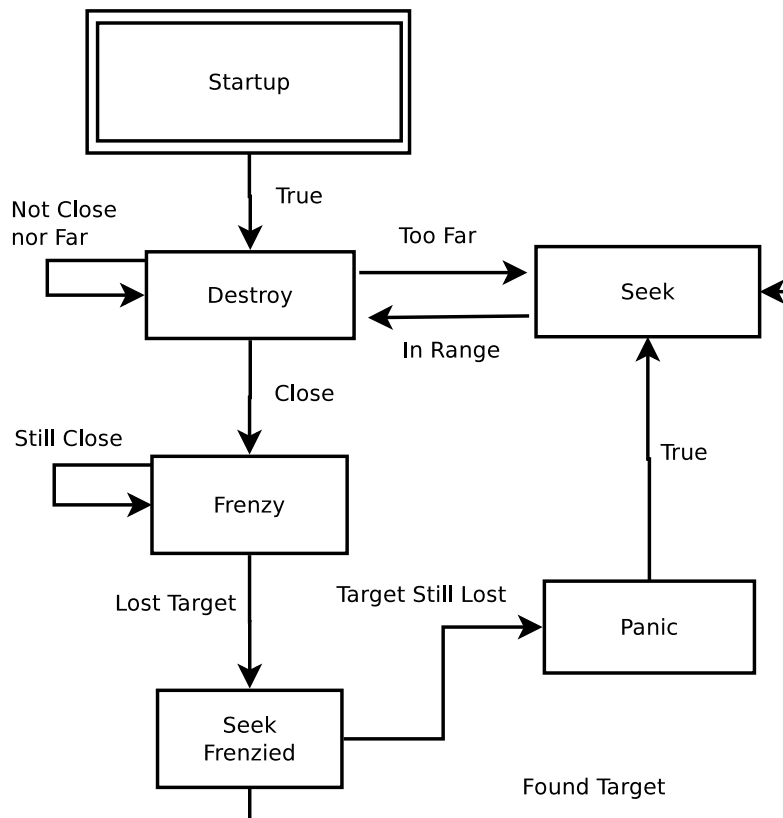 Startup
True
Not Close
nor Far
Too Far
Destroy
Seek
In Range
Close
Still Close
True
Frenzy
Lost Target
Target Still Lost
Panic
Seek
Frenzied
Found Target